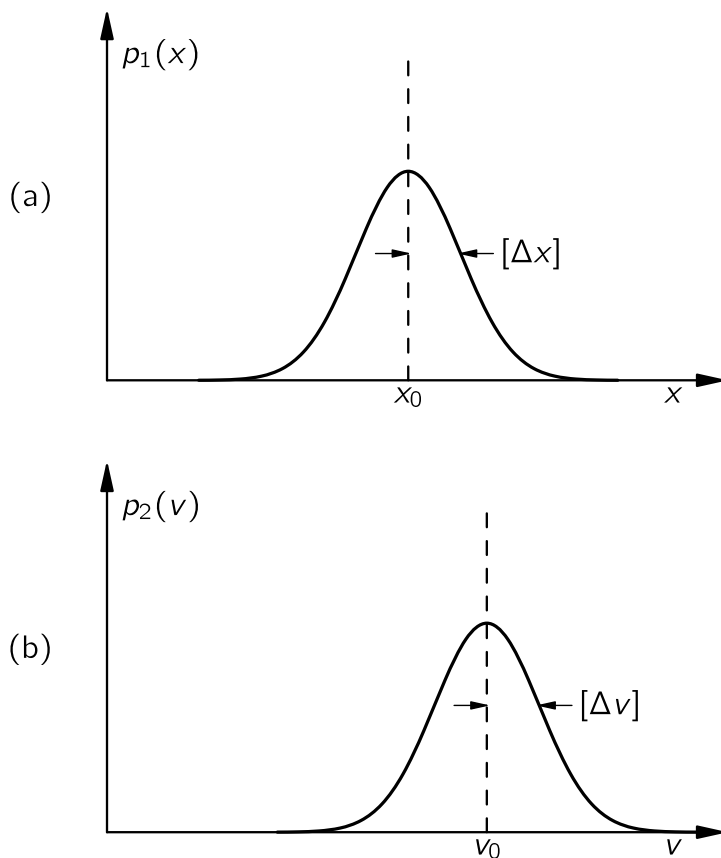 p₁(x)
(a)
[Δx]
x₀
x
p₂(v)
(b)
[Δv]
v₀
v